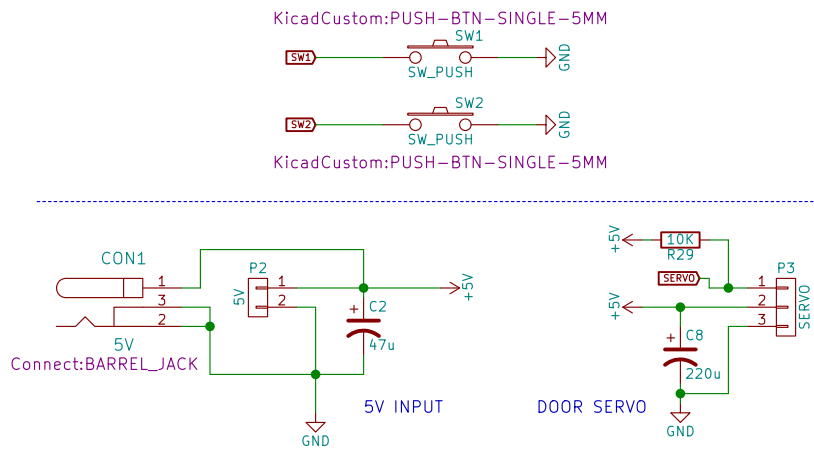 KicadCustom:PUSH-BTN-SINGLE-5MM
SW1
SW1
SW_PUSH
GND
SW2
SW2
SW_PUSH
GND
KicadCustom:PUSH-BTN-SINGLE-5MM
CON1
1
3
2
5V
Connect:BARREL_JACK
P2
5V
1
2
+5V
+
C2
47u
5V INPUT
GND
+5V
10K
R29
SERVO
+5V
P3
1
2
3
SERVO
+
C8
220u
DOOR SERVO
GND